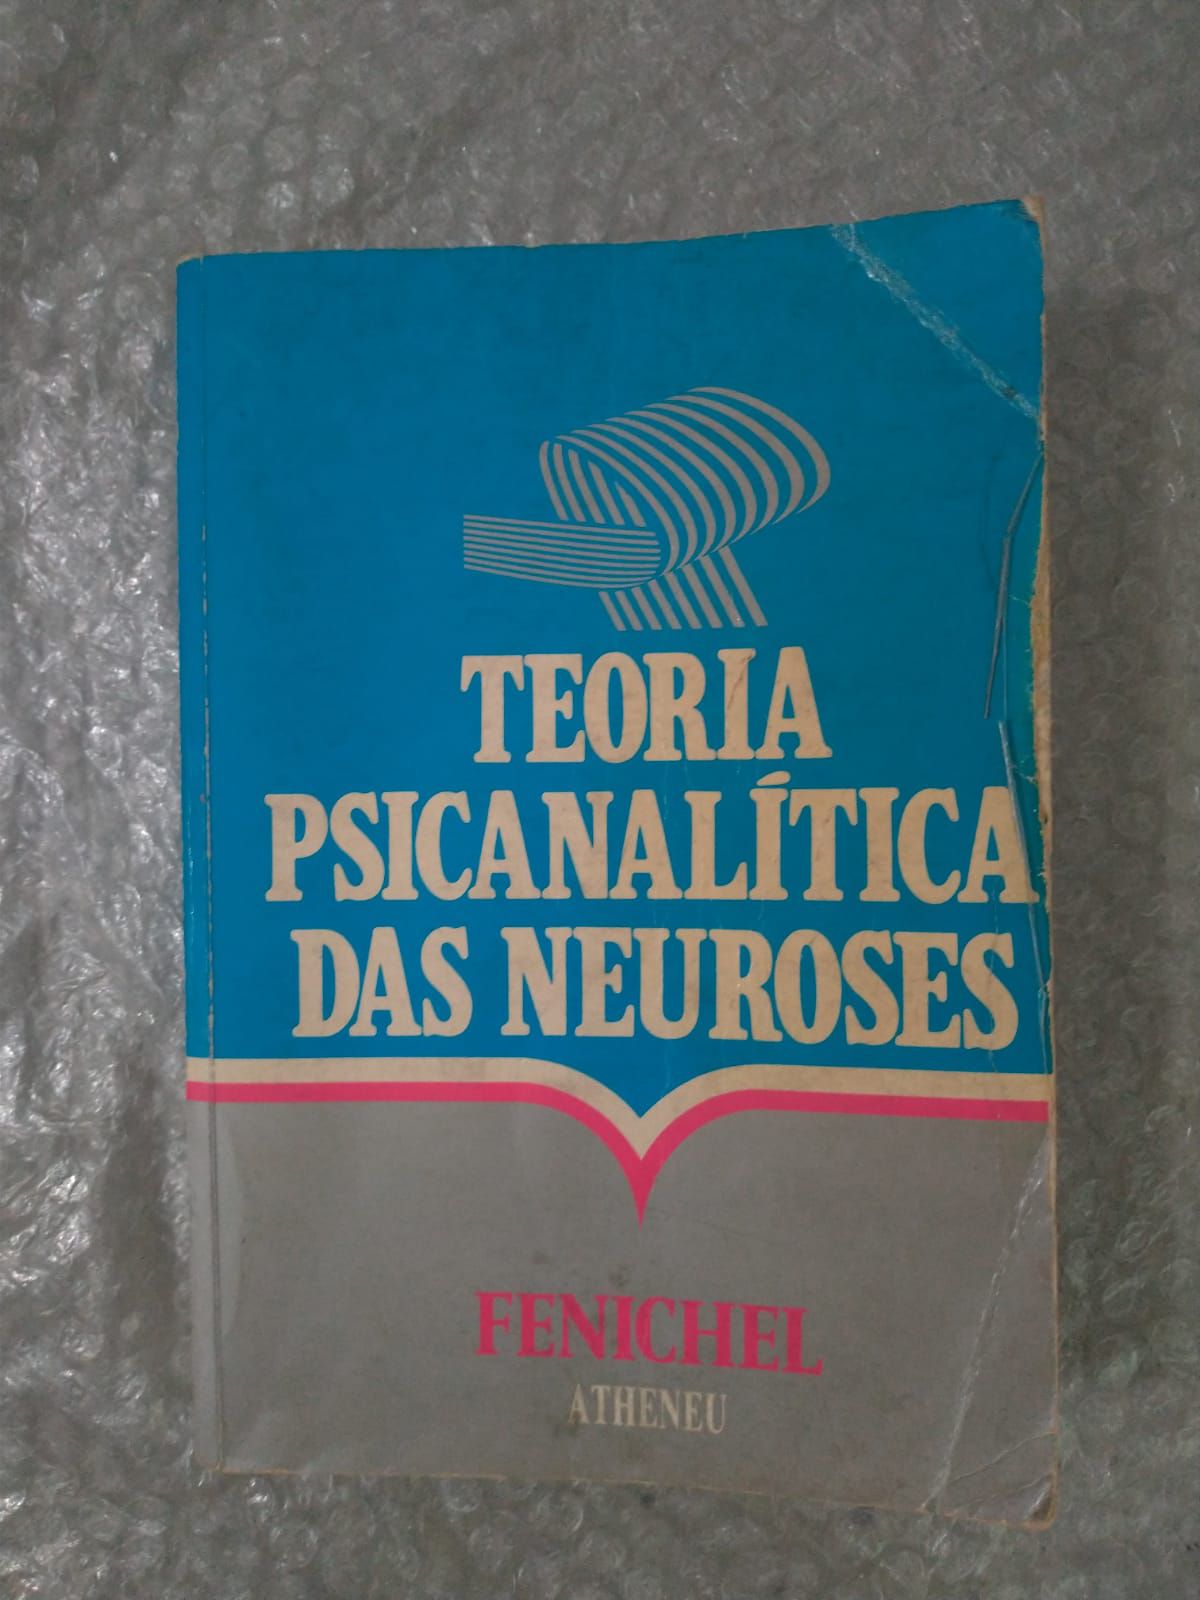 TEORIA
PSICANALÍTICA
DAS NEUROSES
FENICHEL
ATHENEU